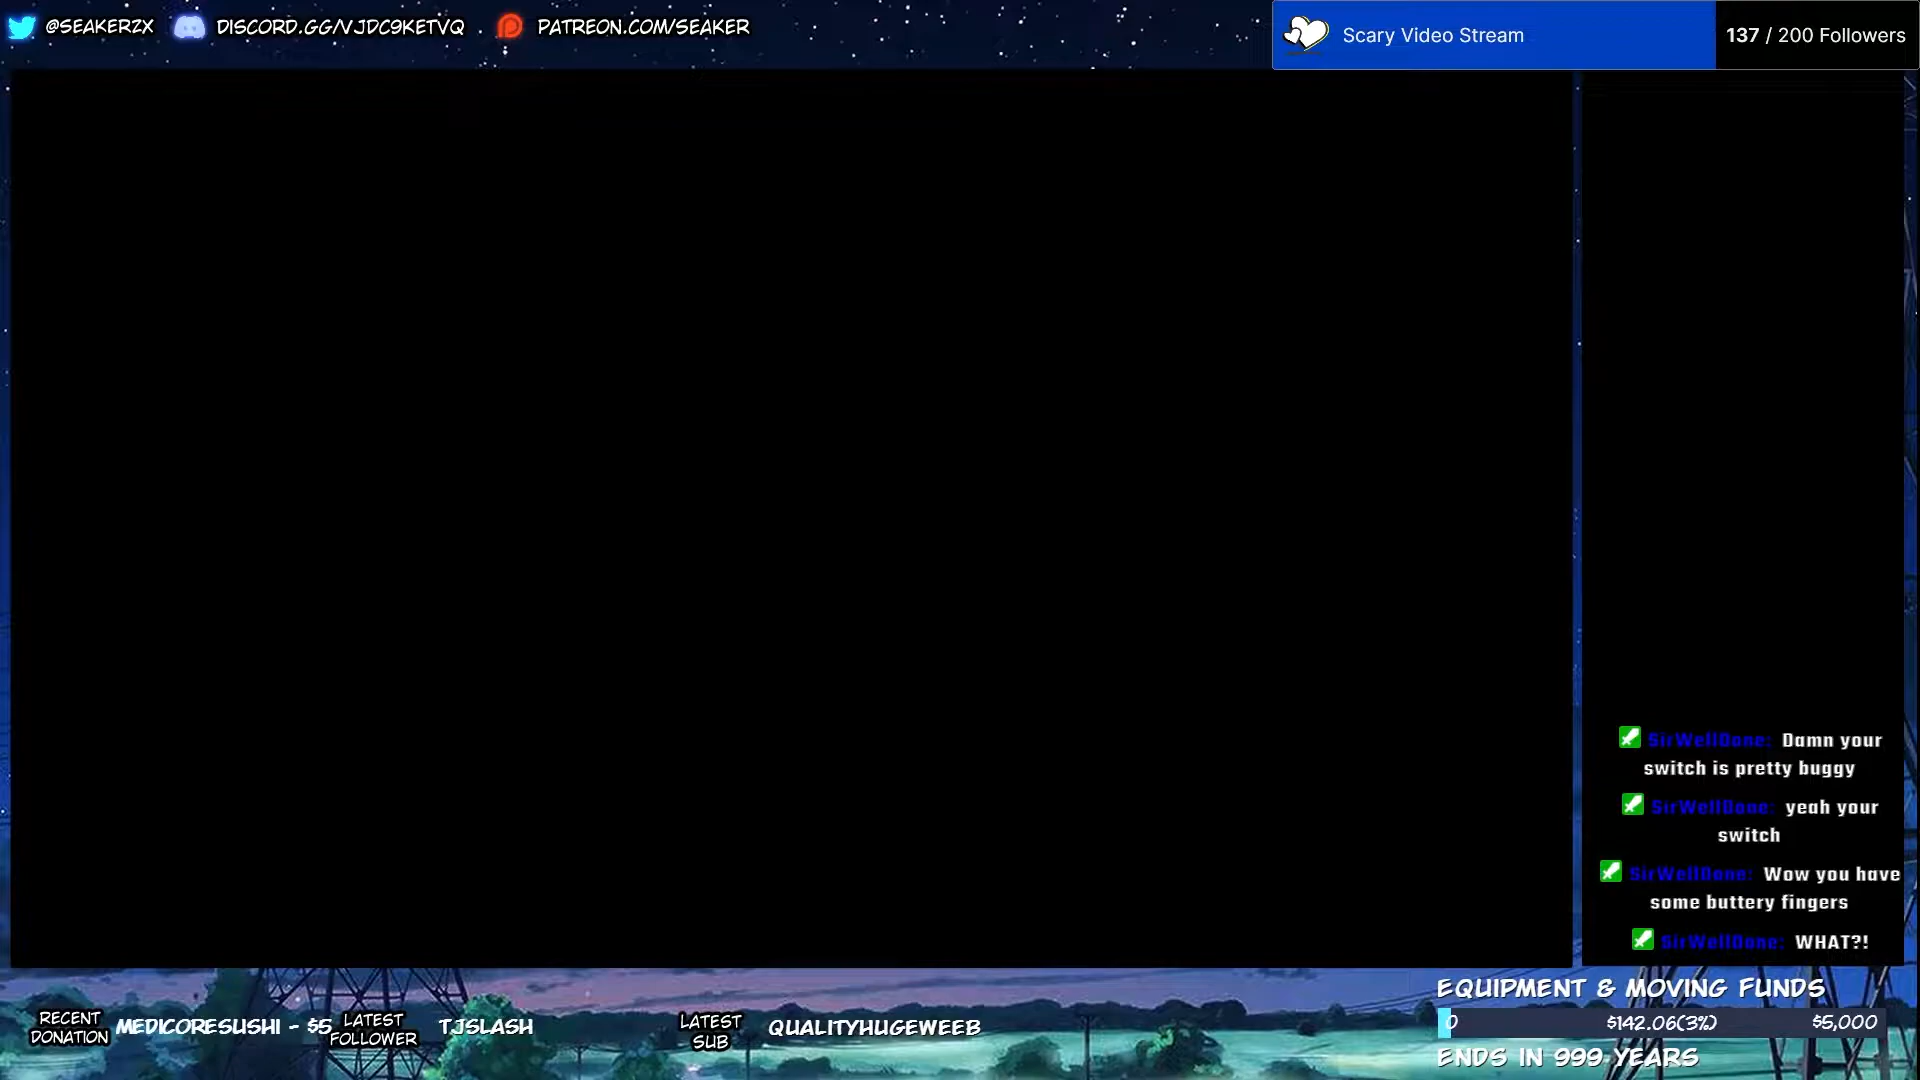 @SEAKERZX DISCORD.GG/VJDC9KETVQ PATREON.COM/SEAKER
Scary Video Stream 137 / 200 Followers
SirWellDone: Damn your
switch is pretty buggy
SirWellDone: yeah your
switch
SirWellDone: Wow you have
some buttery fingers
SirWellDone: WHAT?!
EQUIPMENT & MOVING FUNDS
0 $142.06(3%) $5,000
ENDS IN 999 YEARS
RECENT
DONATION
MEDICORESUSHI - $5
LATEST
FOLLOWER
TJSLASH
LATEST
SUB
QUALITYHUGEWEEB